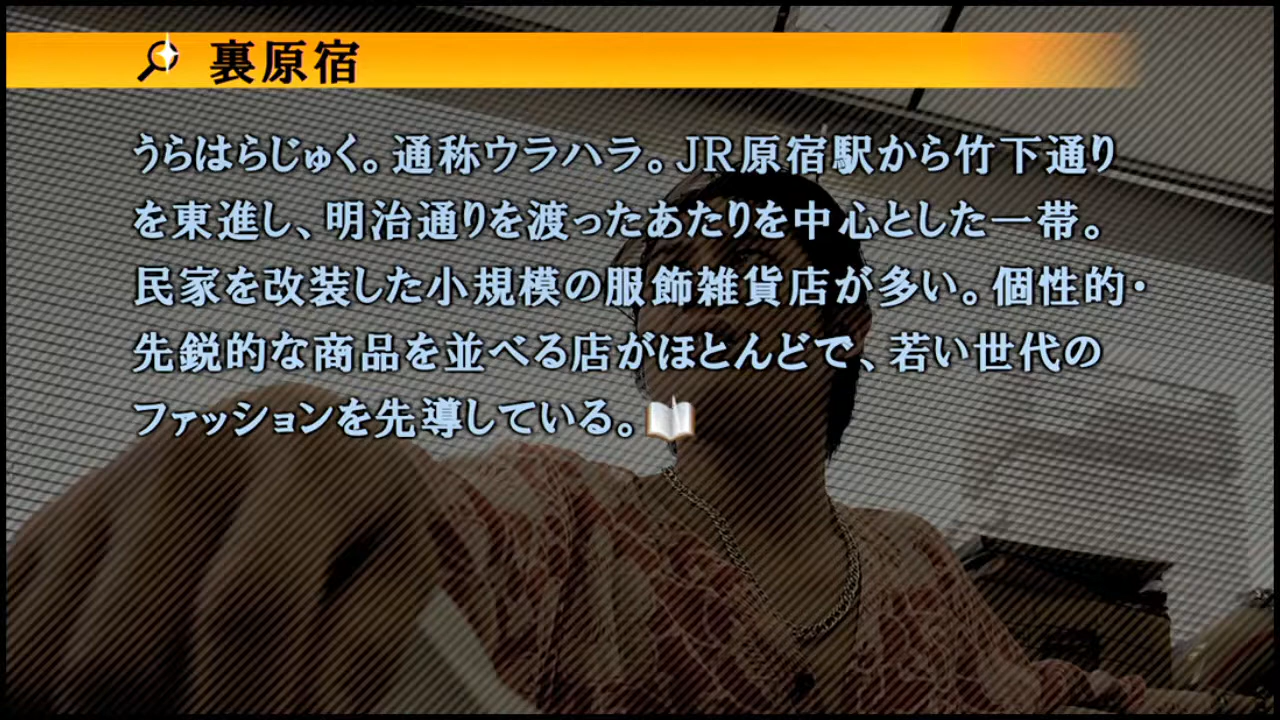 裏原宿
うらはらじゅく。通称ウラハラ。JR原宿駅から竹下通り
を東進し、明治通りを渡ったあたりを中心とした一帯。
民家を改装した小規模の服飾雑貨店が多い。個性的・
先鋭的な商品を並べる店がほとんどで、若い世代の
ファッションを先導している。